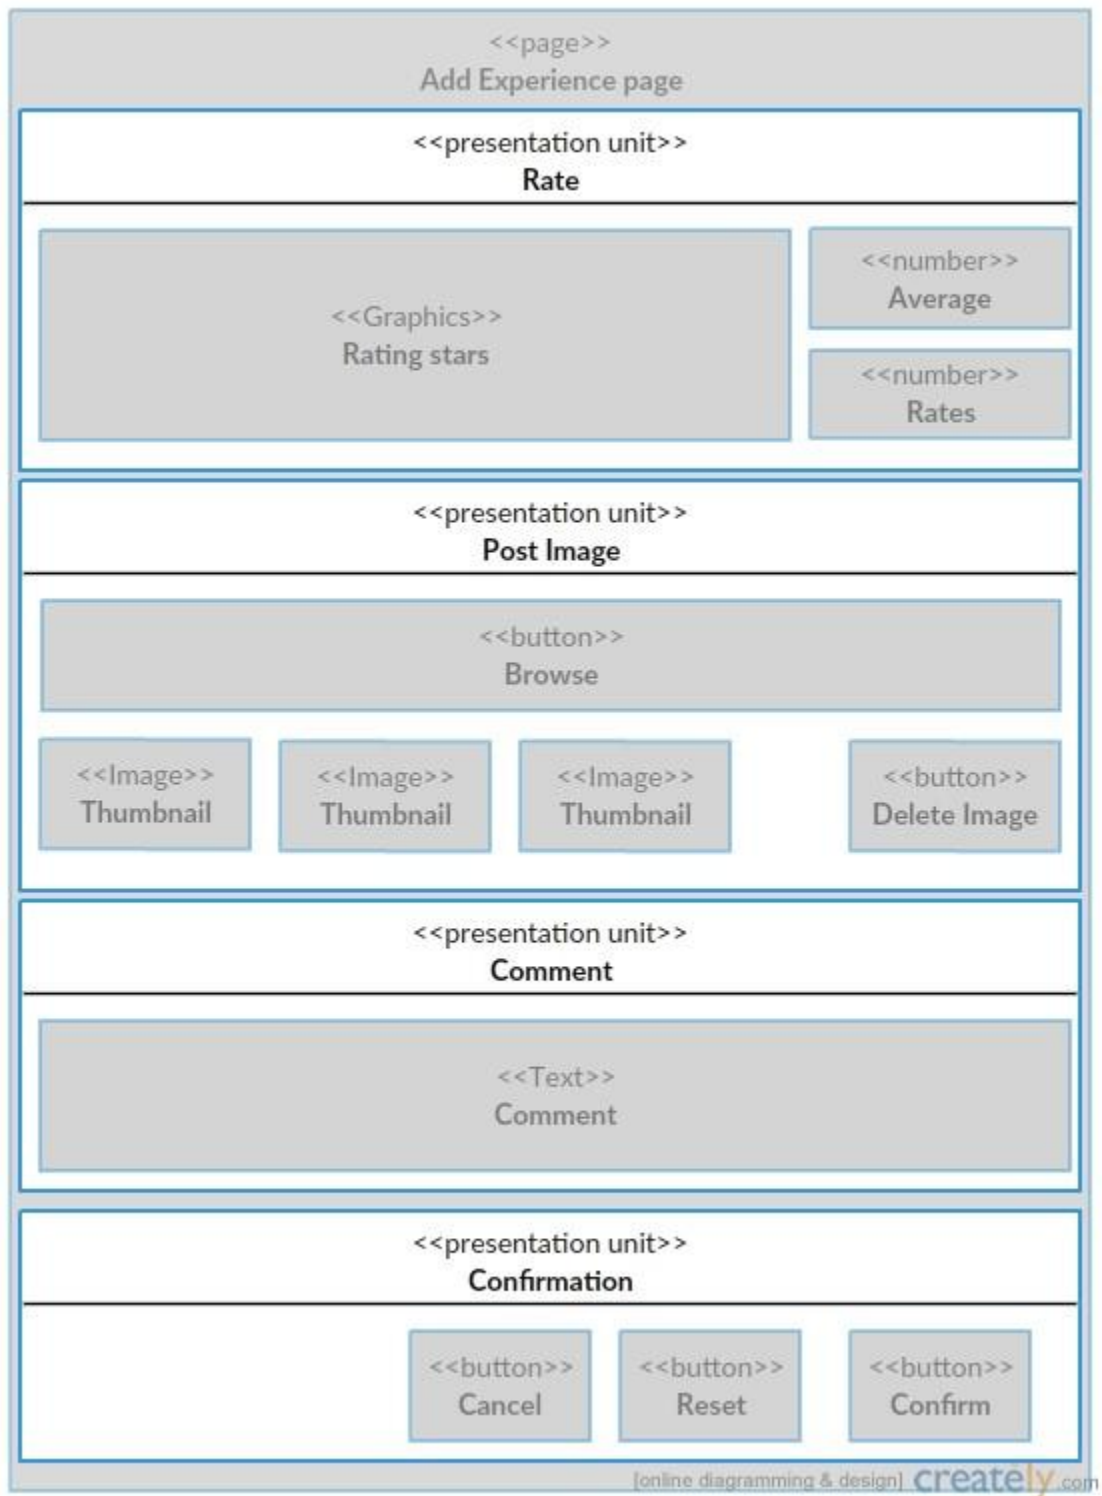 <<page>>
Add Experience page
<<presentation unit>>
Rate
<<Graphics>>
Rating stars
<<number>>
Average
<<number>>
Rates
<<presentation unit>>
Post Image
<<button>>
Browse
<<Image>>
Thumbnail
<<Image>>
Thumbnail
<<Image>>
Thumbnail
<<button>>
Delete Image
<<presentation unit>>
Comment
<<Text>>
Comment
<<presentation unit>>
Confirmation
<<button>>
Cancel
<<button>>
Reset
<<button>>
Confirm
[online diagramming & design] creately.com